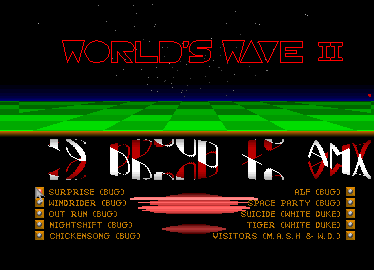 WORLD'S WAVE II
SURPRISE (BUG)
WINDRIDER (BUG)
OUT RUN (BUG)
NIGHTSHIFT (BUG)
CHICKENSONG (BUG)
ALF (BUG)
SPACE PARTY (BUG)
SUICIDE (WHITE DUKE)
TIGER (WHITE DUKE)
VISITORS (M.A.S.H & W.D.)